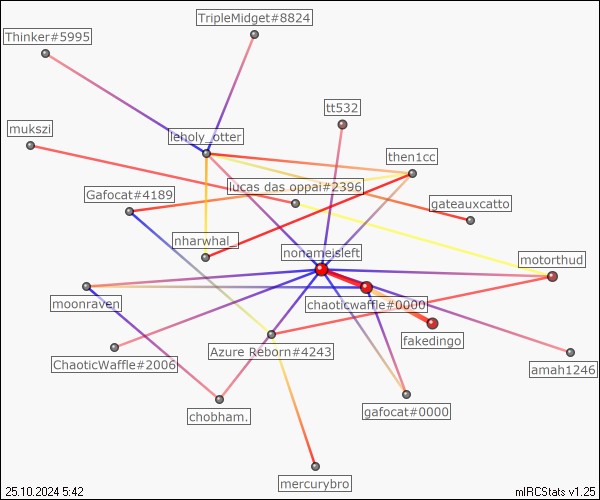 TripleMidget#8824
Thinker#5995
tt532
mukszi
leholy_otter
then1cc
lucas das oppai#2396
Gafocat#4189
gateauxcatto
nharwhal_
nonameisleft
motorthud
moonraven
chaoticwaffle#0000
fakedingo
Azure Reborn#4243
ChaoticWaffle#2006
amah1246
chobham.
gafocat#0000
mercurybro
25.10.2024 5:42
mIRCStats v1.25